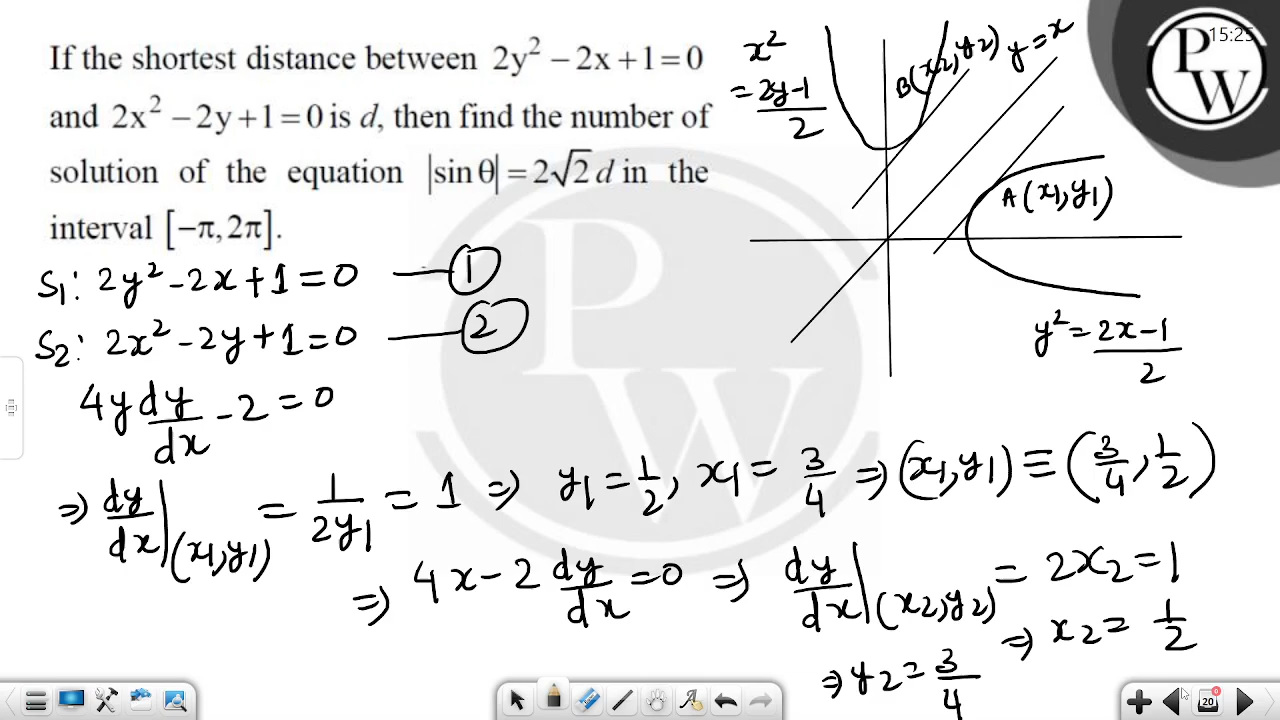 If the shortest distance between 2y² − 2x + 1 = 0
and 2x² − 2y + 1 = 0 is d, then find the number of
solution of the equation |sin θ| = 2√2 d in the
interval [−π, 2π].
S₁: 2y² - 2x + 1 = 0 — ①
S₂: 2x² - 2y + 1 = 0 — ②
4y dy/dx - 2 = 0
⇒ dy/dx|(x₁,y₁) = 1/2y₁ = 1 ⇒ y₁ = 1/2, x₁ = 3/4 ⇒ (x₁,y₁) ≡ (3/4, 1/2)
⇒ 4x - 2 dy/dx = 0 ⇒ dy/dx|(x₂,y₂) = 2x₂ = 1
⇒ x₂ = 1/2
⇒ y₂ = 3/4
x² = 2y-1/2
B(x₂,y₂)
y = x
A(x₁,y₁)
y² = 2x-1/2
PW
15:25
PW
20